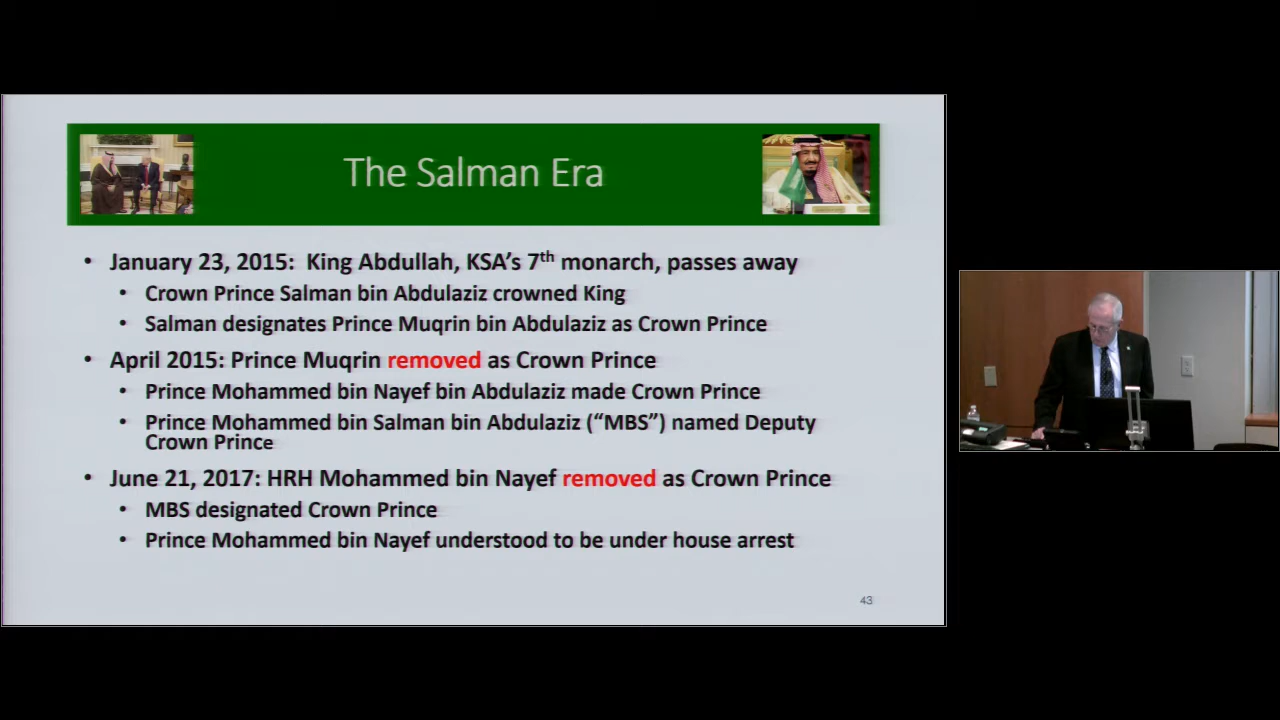 The Salman Era
• January 23, 2015: King Abdullah, KSA's 7th monarch, passes away
• Crown Prince Salman bin Abdulaziz crowned King
• Salman designates Prince Muqrin bin Abdulaziz as Crown Prince
• April 2015: Prince Muqrin removed as Crown Prince
• Prince Mohammed bin Nayef bin Abdulaziz made Crown Prince
• Prince Mohammed bin Salman bin Abdulaziz (“MBS”) named Deputy
Crown Prince
• June 21, 2017: HRH Mohammed bin Nayef removed as Crown Prince
• MBS designated Crown Prince
• Prince Mohammed bin Nayef understood to be under house arrest
43